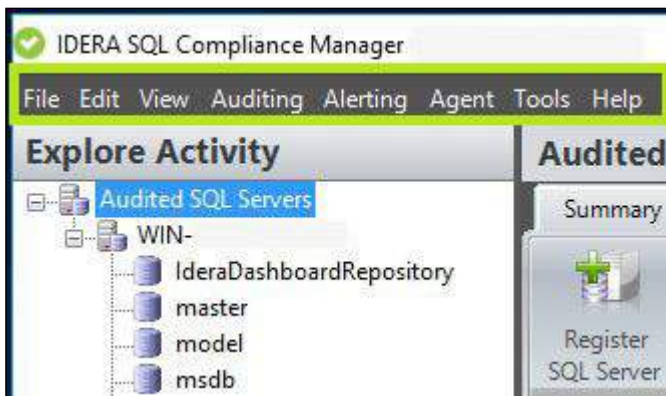 IDERA SQL Compliance Manager
File Edit View Auditing Alerting Agent Tools Help
Explore Activity
Audited
Audited SQL Servers
Summary
WIN-
IderaDashboardRepository
master
model
msdb
Register
SQL Server